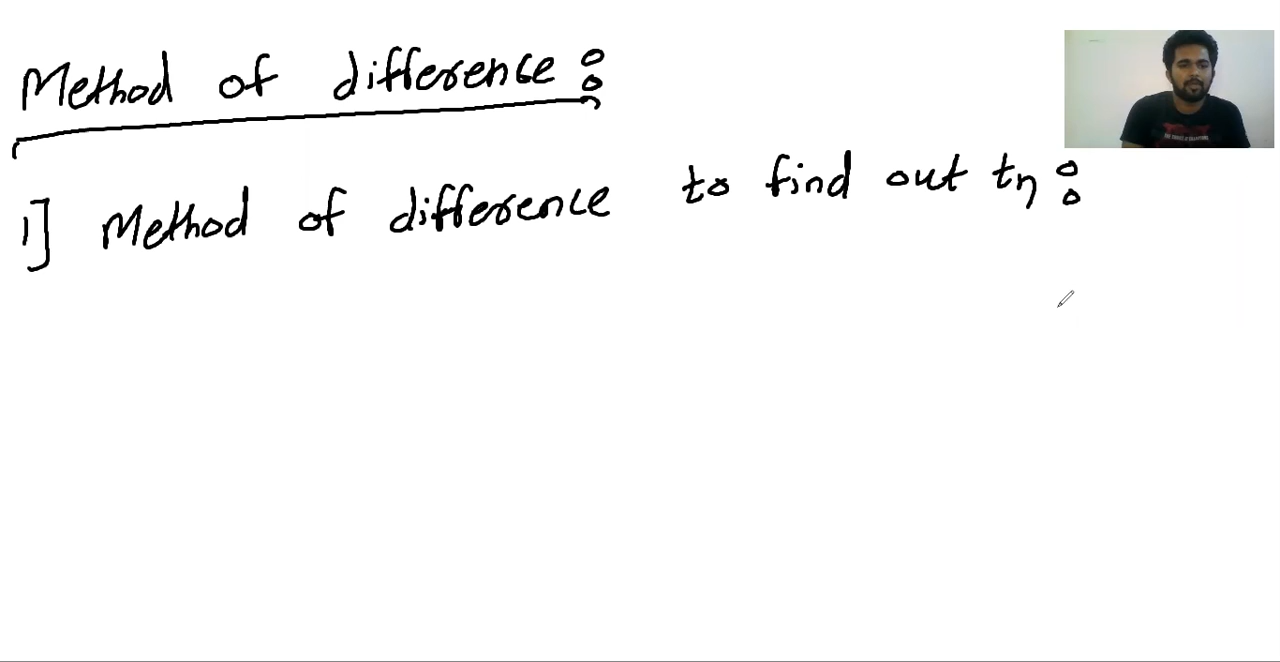 Method of difference :
1] Method of difference to find out tn :